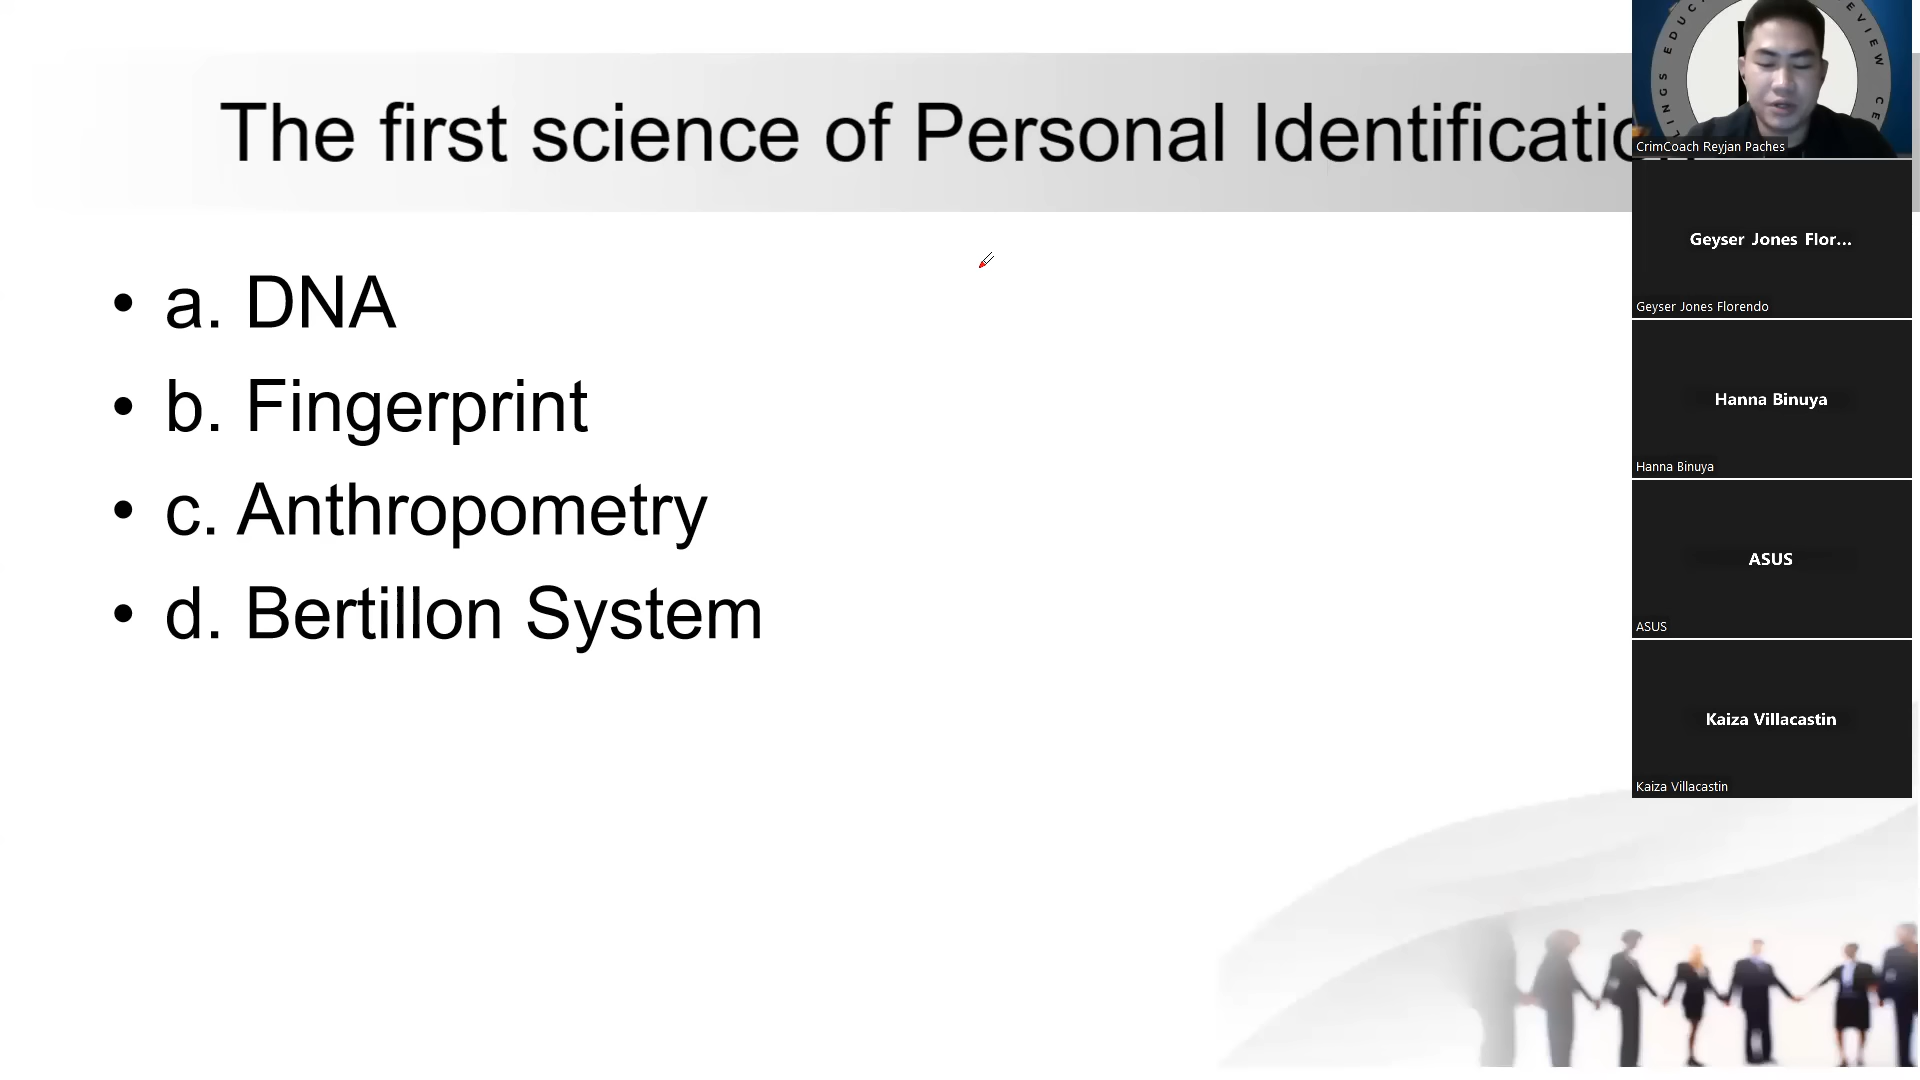 The first science of Personal Identificatio
• a. DNA
• b. Fingerprint
• c. Anthropometry
• d. Bertillon System
CrimCoach Reyjan Paches
Geyser Jones Flor...
Geyser Jones Florendo
Hanna Binuya
Hanna Binuya
ASUS
ASUS
Kaiza Villacastin
Kaiza Villacastin